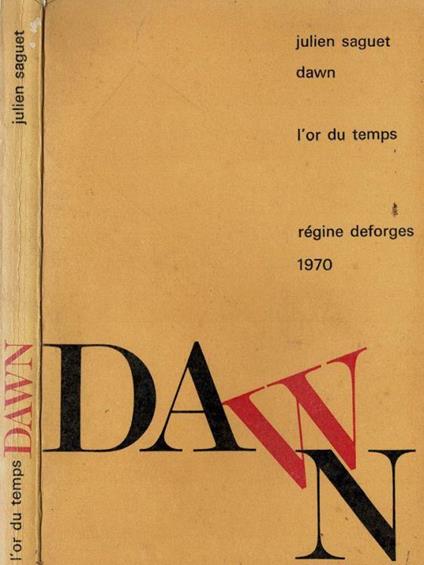 julien saguet
dawn
l'or du temps
régine deforges
1970
DAWN
julien saguet
DAWN
l'or du temps